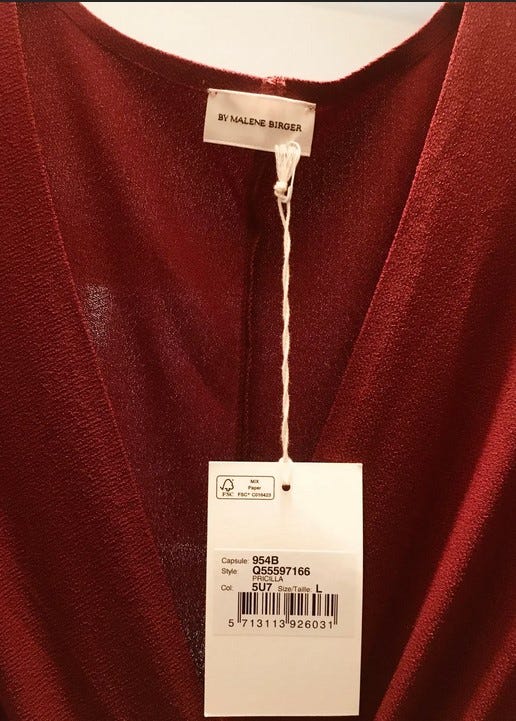 BY MALENE BIRGER
FSC
MIX
Paper
FSC® C016423
Capsule: 954B
Style: Q55597166
PRICILLA
Col: 5U7 Size/Taille: L
5 713113 926031